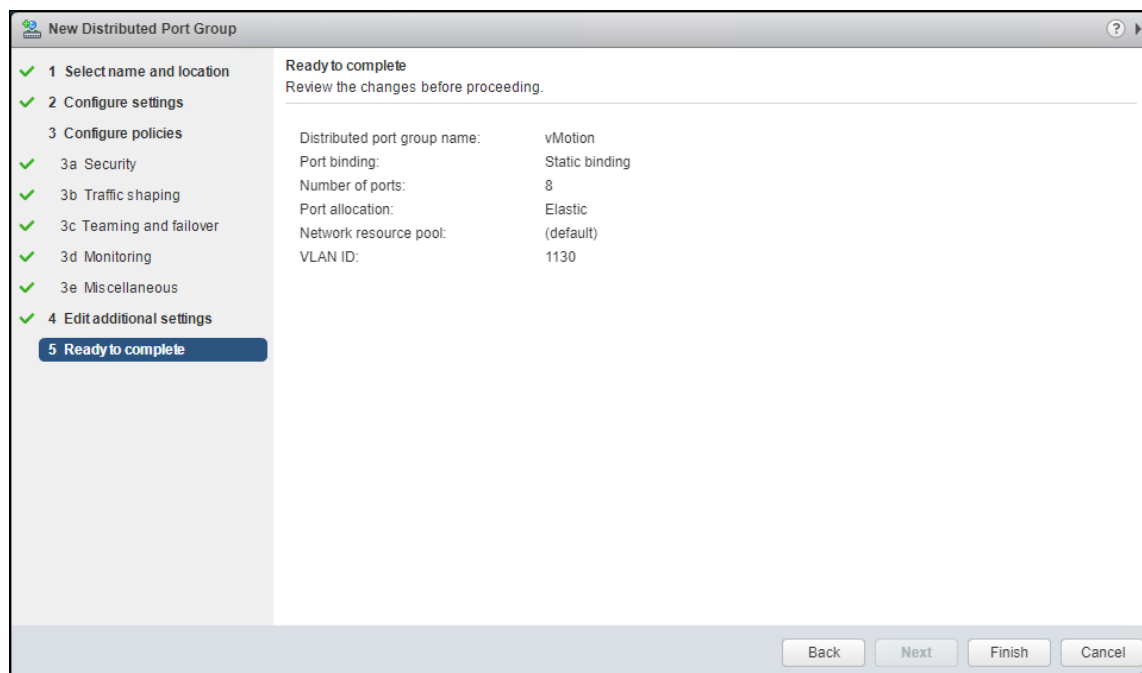 New Distributed Port Group
?
1 Select name and location
2 Configure settings
3 Configure policies
3a Security
3b Traffic shaping
3c Teaming and failover
3d Monitoring
3e Miscellaneous
4 Edit additional settings
5 Ready to complete
Ready to complete
Review the changes before proceeding.
Distributed port group name: vMotion
Port binding: Static binding
Number of ports: 8
Port allocation: Elastic
Network resource pool: (default)
VLAN ID: 1130
Back Next Finish Cancel